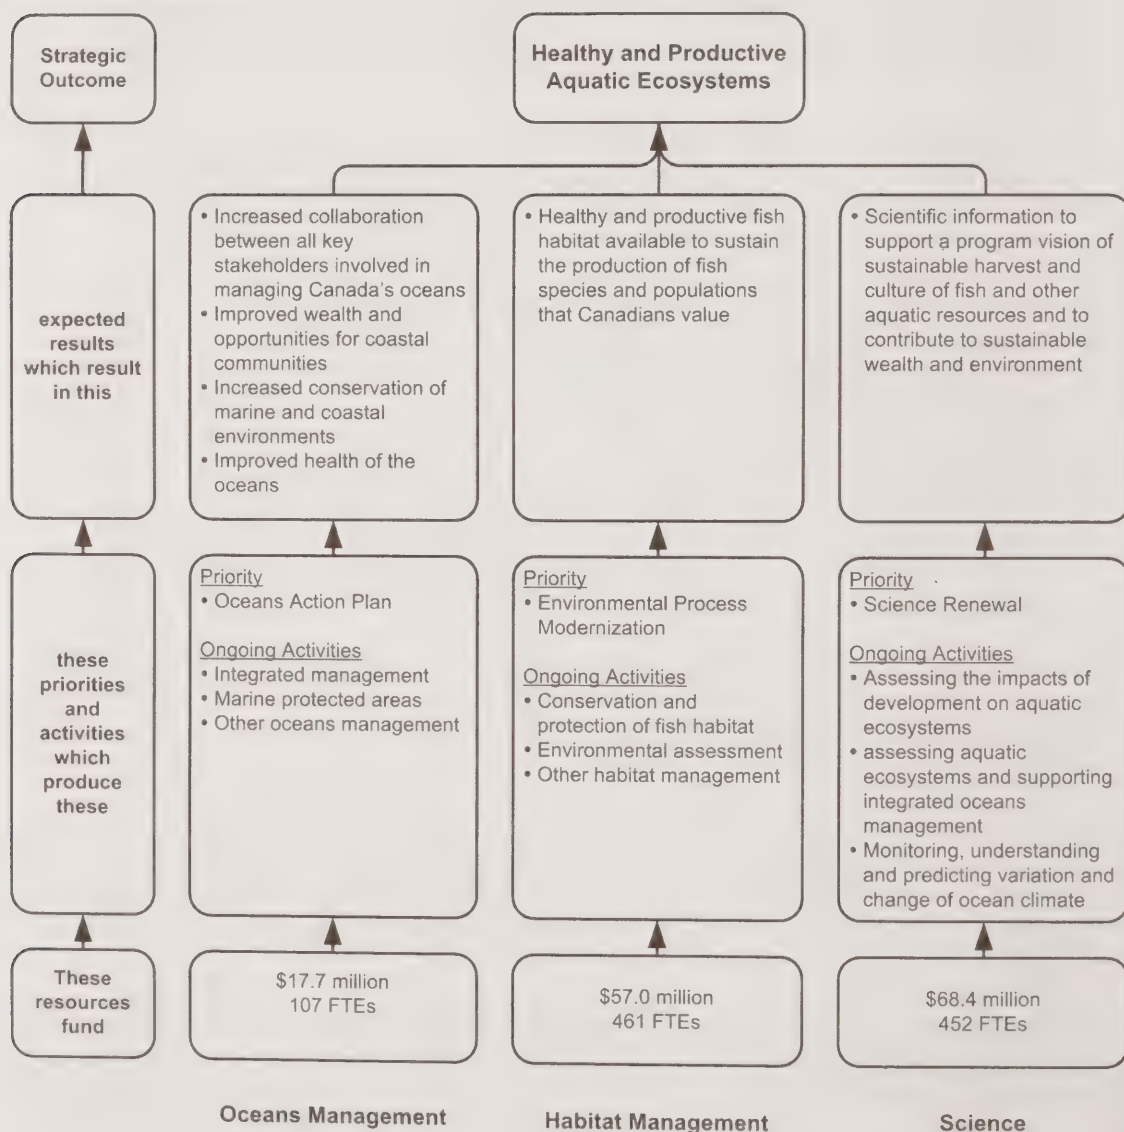 Strategic
Outcome
Healthy and Productive
Aquatic Ecosystems
expected
results
which result
in this
• Increased collaboration
between all key
stakeholders involved in
managing Canada's oceans
• Improved wealth and
opportunities for coastal
communities
• Increased conservation of
marine and coastal
environments
• Improved health of the
oceans
• Healthy and productive fish
habitat available to sustain
the production of fish
species and populations
that Canadians value
• Scientific information to
support a program vision of
sustainable harvest and
culture of fish and other
aquatic resources and to
contribute to sustainable
wealth and environment
these
priorities
and
activities
which
produce
these
Priority
• Oceans Action Plan
Ongoing Activities
• Integrated management
• Marine protected areas
• Other oceans management
Priority
• Environmental Process
Modernization
Ongoing Activities
• Conservation and
protection of fish habitat
• Environmental assessment
• Other habitat management
Priority
• Science Renewal
Ongoing Activities
• Assessing the impacts of
development on aquatic
ecosystems
• assessing aquatic
ecosystems and supporting
integrated oceans
management
• Monitoring, understanding
and predicting variation and
change of ocean climate
These
resources
fund
$17.7 million
107 FTEs
$57.0 million
461 FTEs
$68.4 million
452 FTEs
Oceans Management
Habitat Management
Science